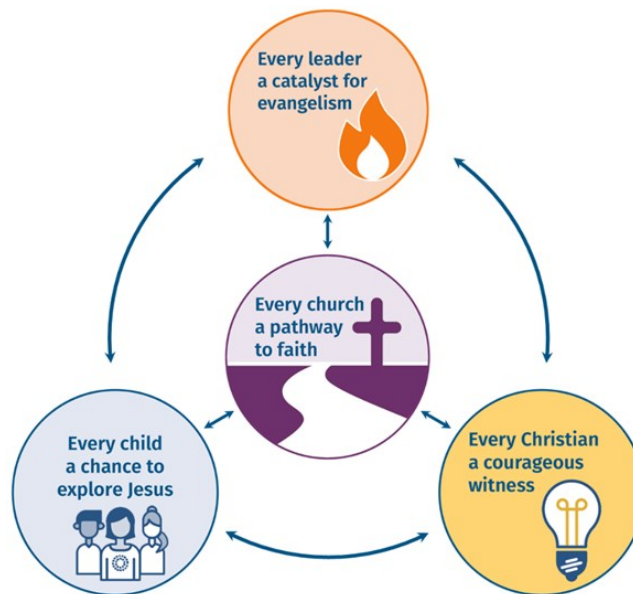 Every leader
a catalyst for
evangelism
Every church
a pathway
to faith
Every child
a chance to
explore Jesus
Every Christian
a courageous
witness